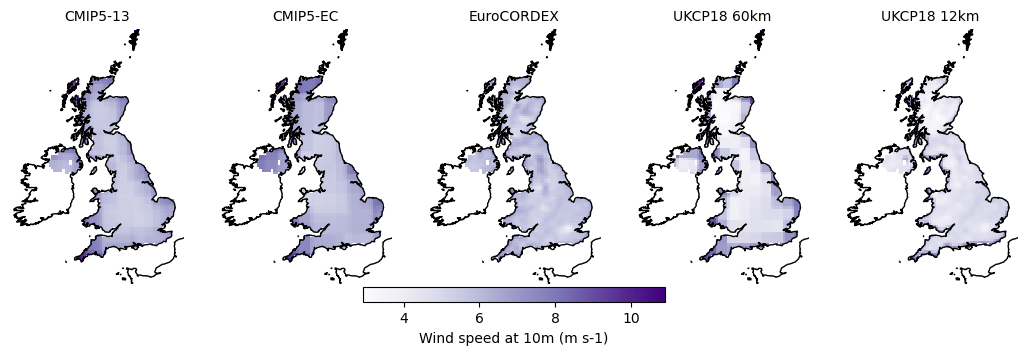 CMIP5-13 CMIP5-EC EuroCORDEX UKCP18 60km UKCP18 12km
4 6 8 10
Wind speed at 10m (m s-1)